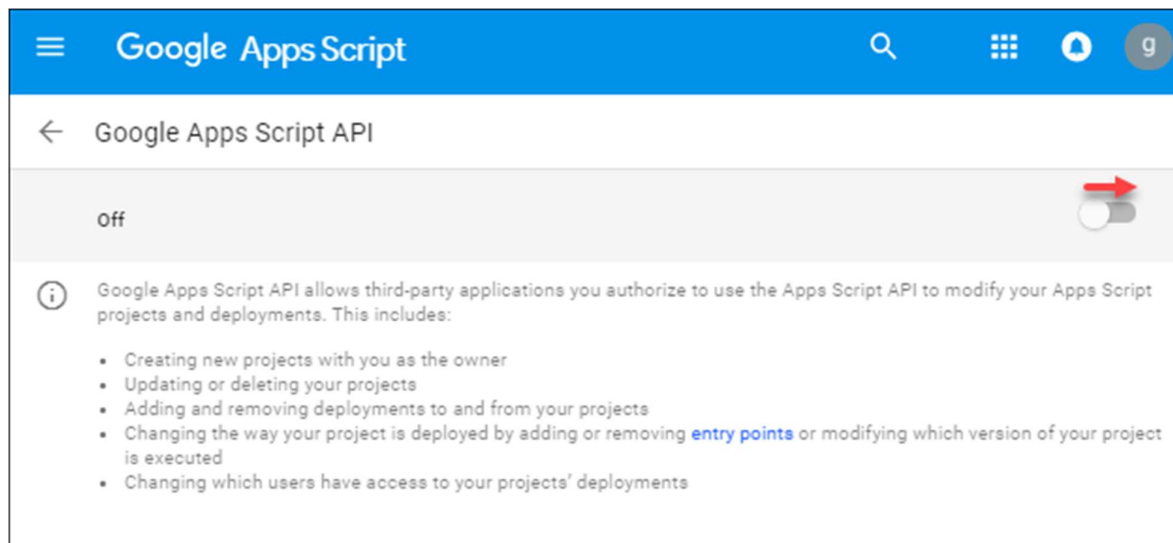 Google Apps Script
g
Google Apps Script API
Off
Google Apps Script API allows third-party applications you authorize to use the Apps Script API to modify your Apps Script
projects and deployments. This includes:
• Creating new projects with you as the owner
• Updating or deleting your projects
• Adding and removing deployments to and from your projects
• Changing the way your project is deployed by adding or removing entry points or modifying which version of your project
is executed
• Changing which users have access to your projects' deployments